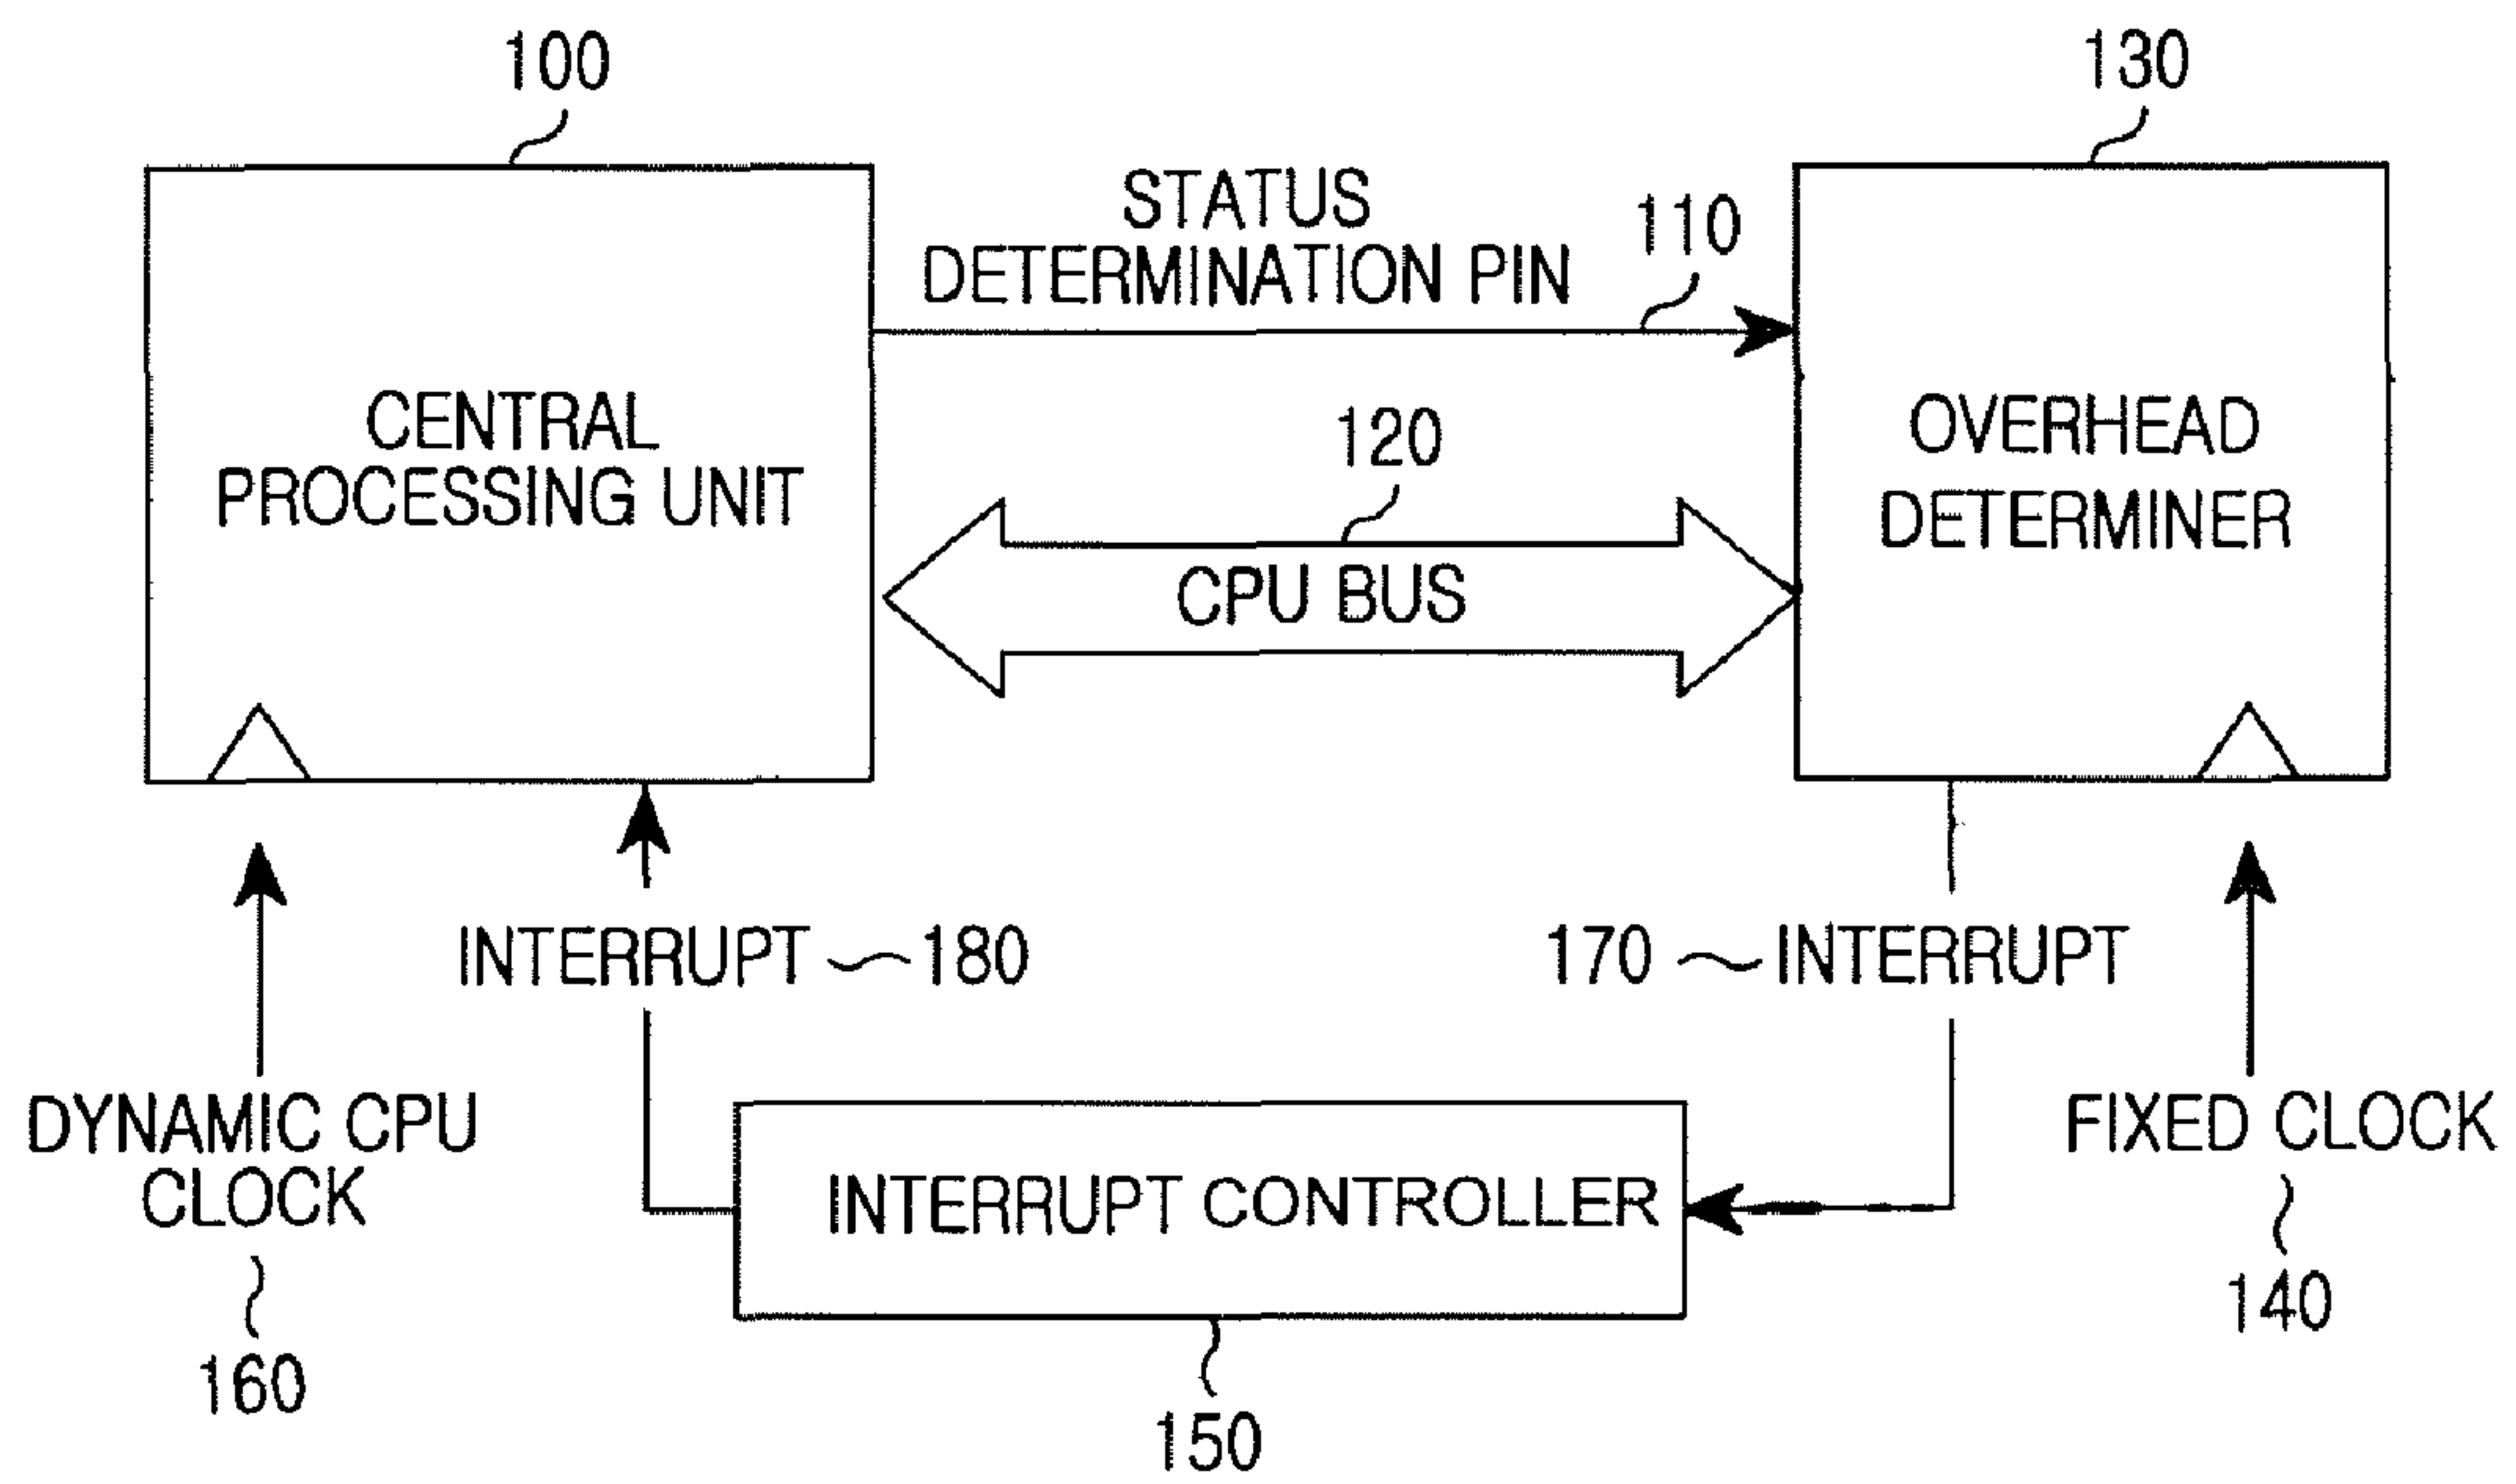 100
130
STATUS
DETERMINATION PIN
110
CENTRAL
PROCESSING UNIT
120
OVERHEAD
DETERMINER
CPU BUS
INTERRUPT
180
170
INTERRUPT
DYNAMIC CPU
CLOCK
INTERRUPT CONTROLLER
FIXED CLOCK
140
160
150